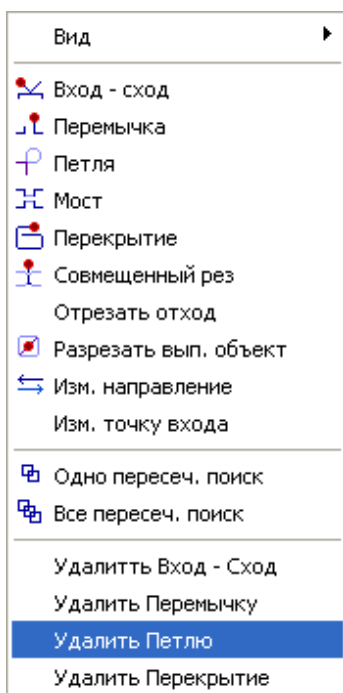 Вид
Вход - сход
Перемычка
Петля
Мост
Перекрытие
Совмещенный рез
Отрезать отход
Разрезать вып. объект
Изм. направление
Изм. точку входа
Одно пересеч. поиск
Все пересеч. поиск
Удалитть Вход - Сход
Удалить Перемычку
Удалить Петлю
Удалить Перекрытие